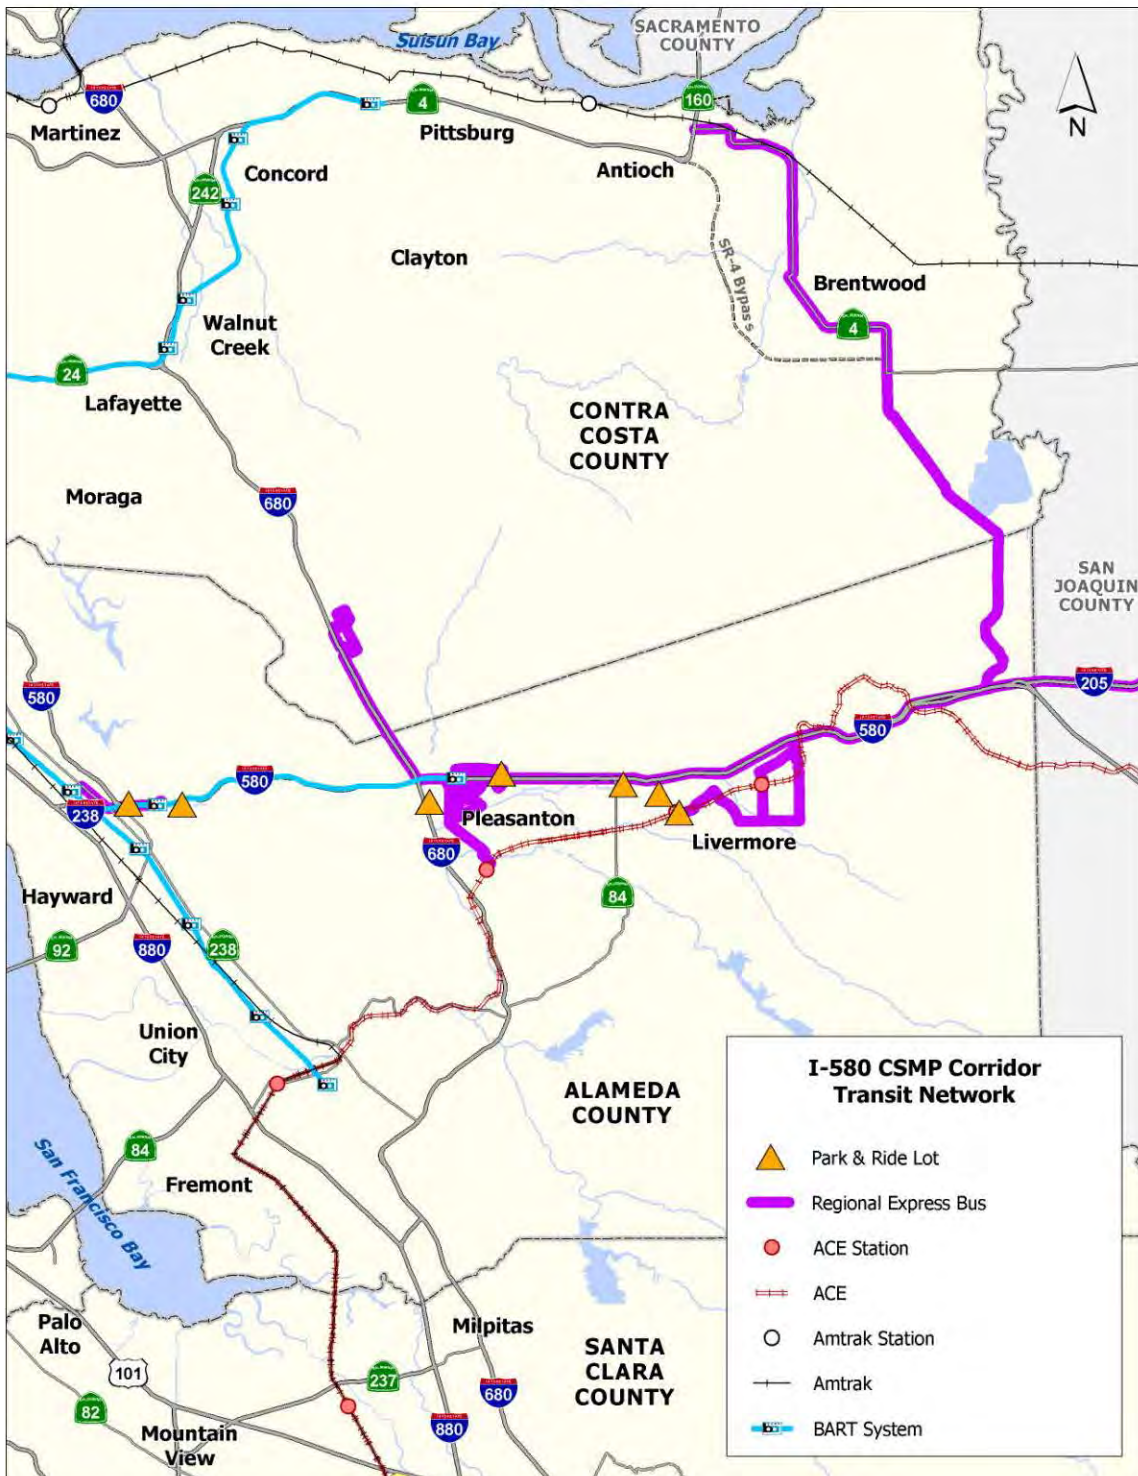 Suisun Bay
SACRAMENTO
COUNTY
680
4
160
Martinez
Pittsburg
N
Concord
Antioch
242
Clayton
SR-4 Bypass
Brentwood
Walnut
Creek
4
24
Lafayette
CONTRA
COSTA
COUNTY
Moraga
680
SAN
JOAQUIN
COUNTY
580
205
580
580
238
Pleasanton
Livermore
680
Hayward
84
92
880
238
Union
City
I-580 CSMP Corridor
Transit Network
ALAMEDA
COUNTY
84
Park & Ride Lot
San Francisco Bay
Fremont
Regional Express Bus
ACE Station
ACE
Palo
Alto
Milpitas
SANTA
CLARA
COUNTY
Amtrak Station
101
237
680
Amtrak
82
880
Mountain
View
BART System